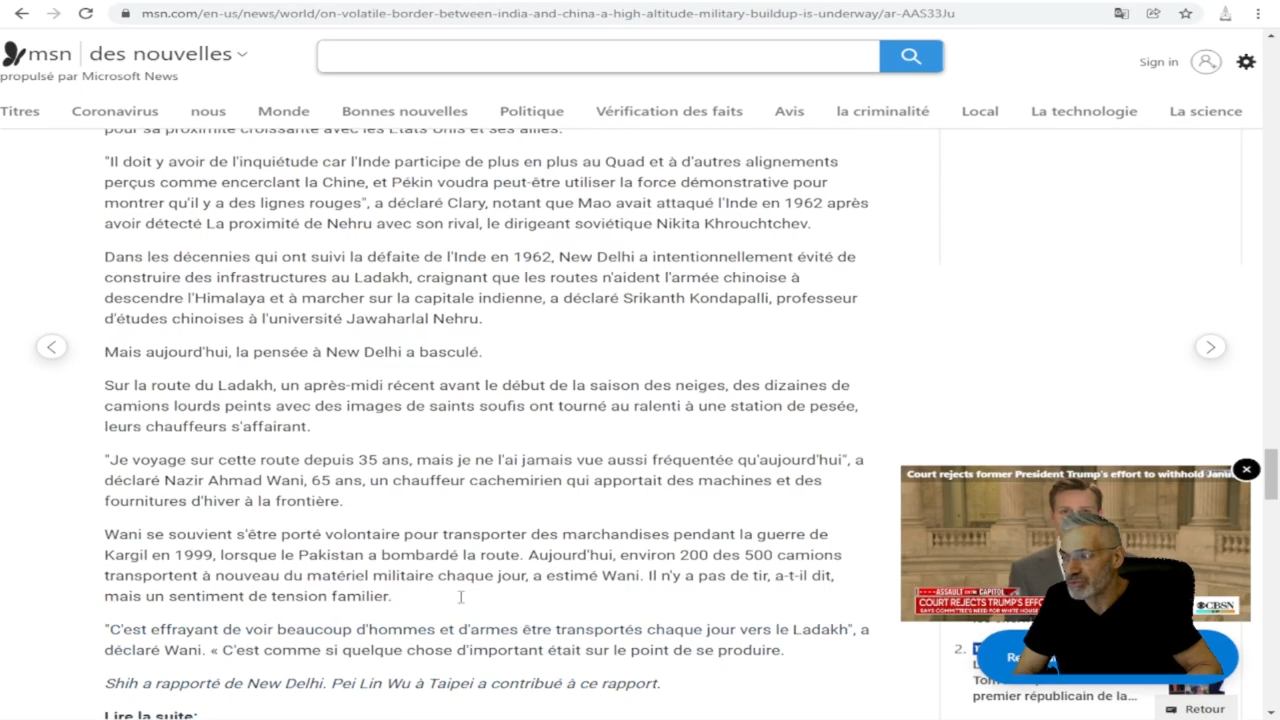 msn.com/en-us/news/world/on-volatile-border-between-india-and-china-a-high-altitude-military-buildup-is-underway/ar-AAS33Ju
msn | des nouvelles
propulsé par Microsoft News
Sign in
Titres Coronavirus nous Monde Bonnes nouvelles Politique Vérification des faits Avis la criminalité Local La technologie La science
pour sa proximité croissante avec les États-Unis et ses alliés.
"Il doit y avoir de l'inquiétude car l'Inde participe de plus en plus au Quad et à d'autres alignements
perçus comme encerclant la Chine, et Pékin voudra peut-être utiliser la force démonstrative pour
montrer qu'il y a des lignes rouges", a déclaré Clary, notant que Mao avait attaqué l'Inde en 1962 après
avoir détecté La proximité de Nehru avec son rival, le dirigeant soviétique Nikita Khrouchtchev.
Dans les décennies qui ont suivi la défaite de l'Inde en 1962, New Delhi a intentionnellement évité de
construire des infrastructures au Ladakh, craignant que les routes n'aident l'armée chinoise à
descendre l'Himalaya et à marcher sur la capitale indienne, a déclaré Srikanth Kondapalli, professeur
d'études chinoises à l'université Jawaharlal Nehru.
Mais aujourd'hui, la pensée à New Delhi a basculé.
Sur la route du Ladakh, un après-midi récent avant le début de la saison des neiges, des dizaines de
camions lourds peints avec des images de saints soufis ont tourné au ralenti à une station de pesée,
leurs chauffeurs s'affairant.
"Je voyage sur cette route depuis 35 ans, mais je ne l'ai jamais vue aussi fréquentée qu'aujourd'hui", a
déclaré Nazir Ahmad Wani, 65 ans, un chauffeur cachemirien qui apportait des machines et des
fournitures d'hiver à la frontière.
Wani se souvient s'être porté volontaire pour transporter des marchandises pendant la guerre de
Kargil en 1999, lorsque le Pakistan a bombardé la route. Aujourd'hui, environ 200 des 500 camions
transportent à nouveau du matériel militaire chaque jour, a estimé Wani. Il n'y a pas de tir, a-t-il dit,
mais un sentiment de tension familier.
"C'est effrayant de voir beaucoup d'hommes et d'armes être transportés chaque jour vers le Ladakh", a
déclaré Wani. « C'est comme si quelque chose d'important était sur le point de se produire.
Shih a rapporté de New Delhi. Pei Lin Wu à Taipei a contribué à ce rapport.
Lire la suite:
Court rejects former President Trump's effort to withhold
ASSAULT ON THE CAPITOL
COURT REJECTS TRUMP'S
SAYS COMMITTEE'S NEED FOR WHITE
CBSN
2.
premier républicain de la...
Retour